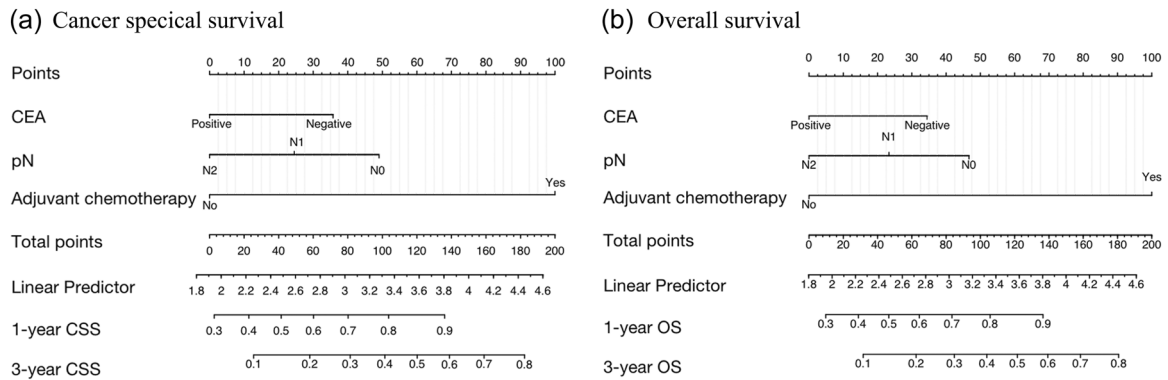 (a) Cancer specical survival
Points 0 10 20 30 40 50 60 70 80 90 100
CEA
Positive Negative
N1
pN
N2 N0
Yes
Adjuvant chemotherapy
No
Total points
0 20 40 60 80 100 120 140 160 180 200
Linear Predictor
1.8 2 2.2 2.4 2.6 2.8 3 3.2 3.4 3.6 3.8 4 4.2 4.4 4.6
1-year CSS
0.3 0.4 0.5 0.6 0.7 0.8 0.9
3-year CSS
0.1 0.2 0.3 0.4 0.5 0.6 0.7 0.8
(b) Overall survival
Points 0 10 20 30 40 50 60 70 80 90 100
CEA
Positive Negative
N1
pN
N2 N0
Yes
Adjuvant chemotherapy
No
Total points
0 20 40 60 80 100 120 140 160 180 200
Linear Predictor
1.8 2 2.2 2.4 2.6 2.8 3 3.2 3.4 3.6 3.8 4 4.2 4.4 4.6
1-year OS
0.3 0.4 0.5 0.6 0.7 0.8 0.9
3-year OS
0.1 0.2 0.3 0.4 0.5 0.6 0.7 0.8